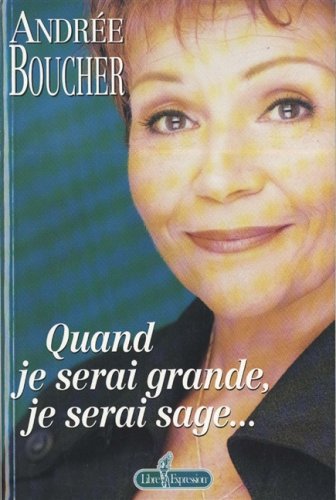 ANDRÉE
BOUCHER
Quand
je serai grande,
je serai sage...
Libre Expression